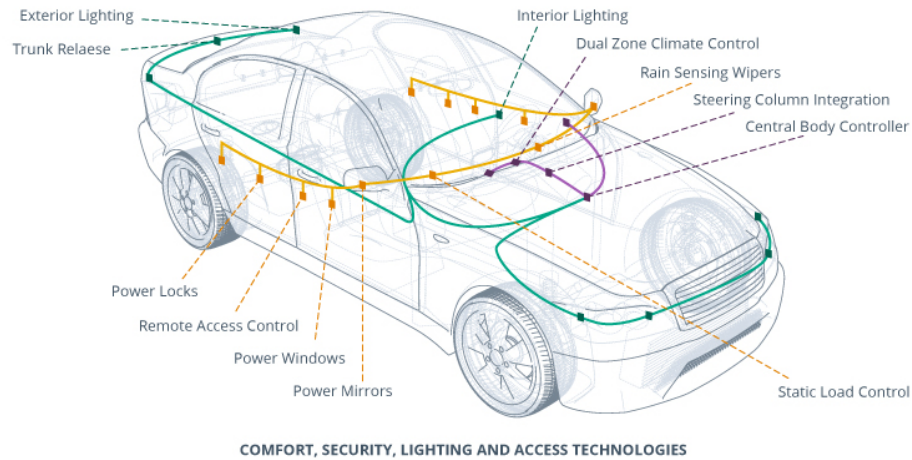 Exterior Lighting
Trunk Relaese
Interior Lighting
Dual Zone Climate Control
Rain Sensing Wipers
Steering Column Integration
Central Body Controller
Power Locks
Remote Access Control
Power Windows
Power Mirrors
Static Load Control
COMFORT, SECURITY, LIGHTING AND ACCESS TECHNOLOGIES